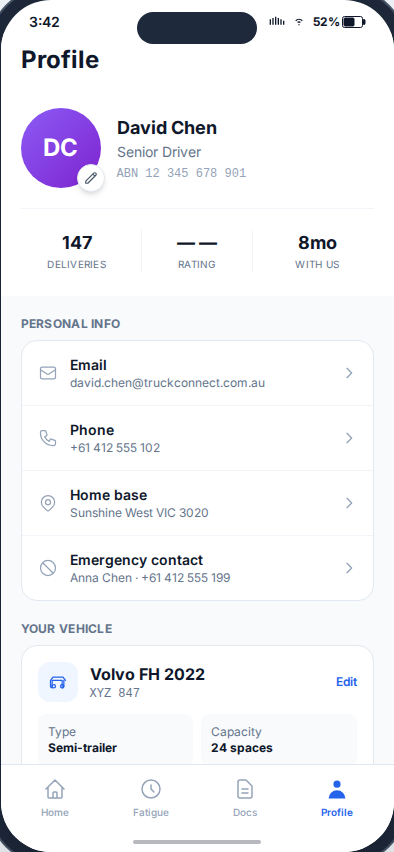 3:42
52%
Profile
DC
David Chen
Senior Driver
ABN 12 345 678 901
147
DELIVERIES
——
RATING
8mo
WITH US
PERSONAL INFO
Email
david.chen@truckconnect.com.au
Phone
+61 412 555 102
Home base
Sunshine West VIC 3020
Emergency contact
Anna Chen · +61 412 555 199
YOUR VEHICLE
Volvo FH 2022
XYZ 847
Edit
Type
Semi-trailer
Capacity
24 spaces
Home
Fatigue
Docs
Profile